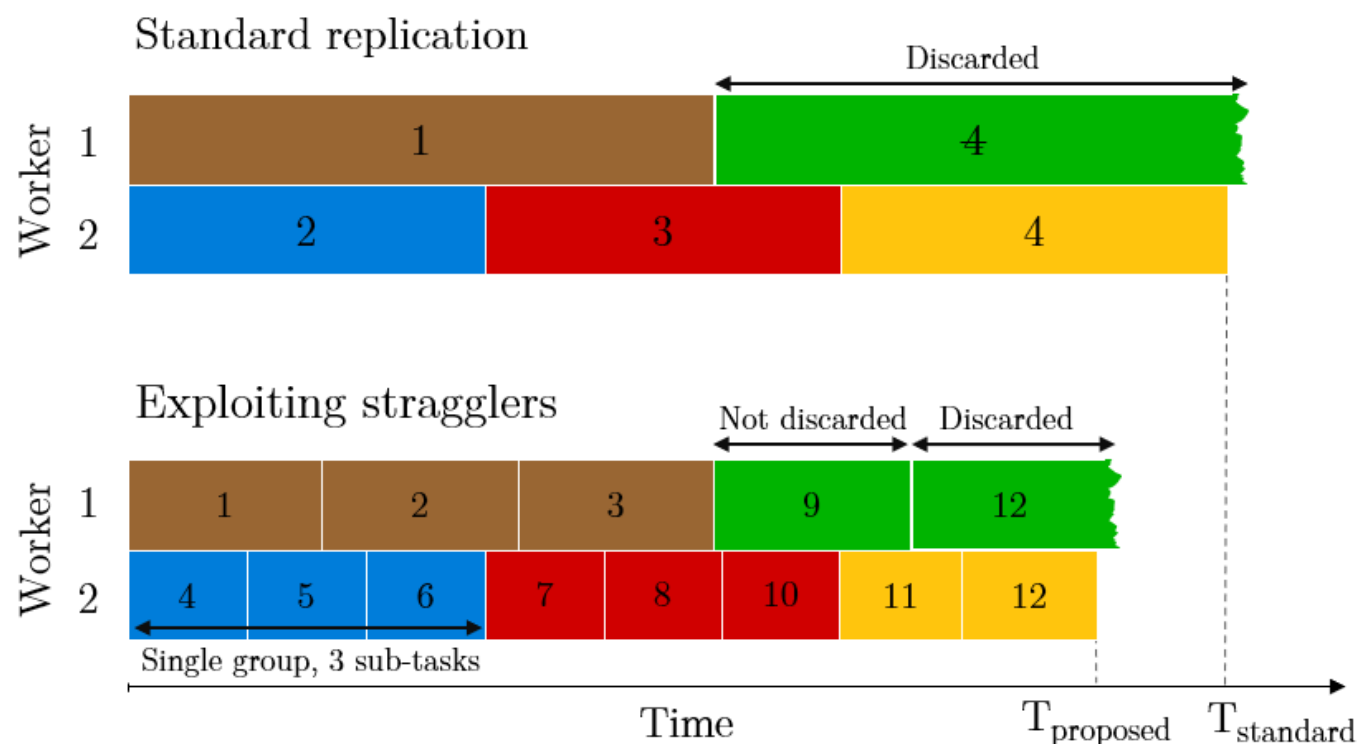 Standard replication
Discarded
Worker
1
1
4
2
2
3
4
Exploiting stragglers
Not discarded
Discarded
Worker
1
1
2
3
9
12
2
4
5
6
7
8
10
11
12
Single group, 3 sub-tasks
Time
T_proposed
T_standard